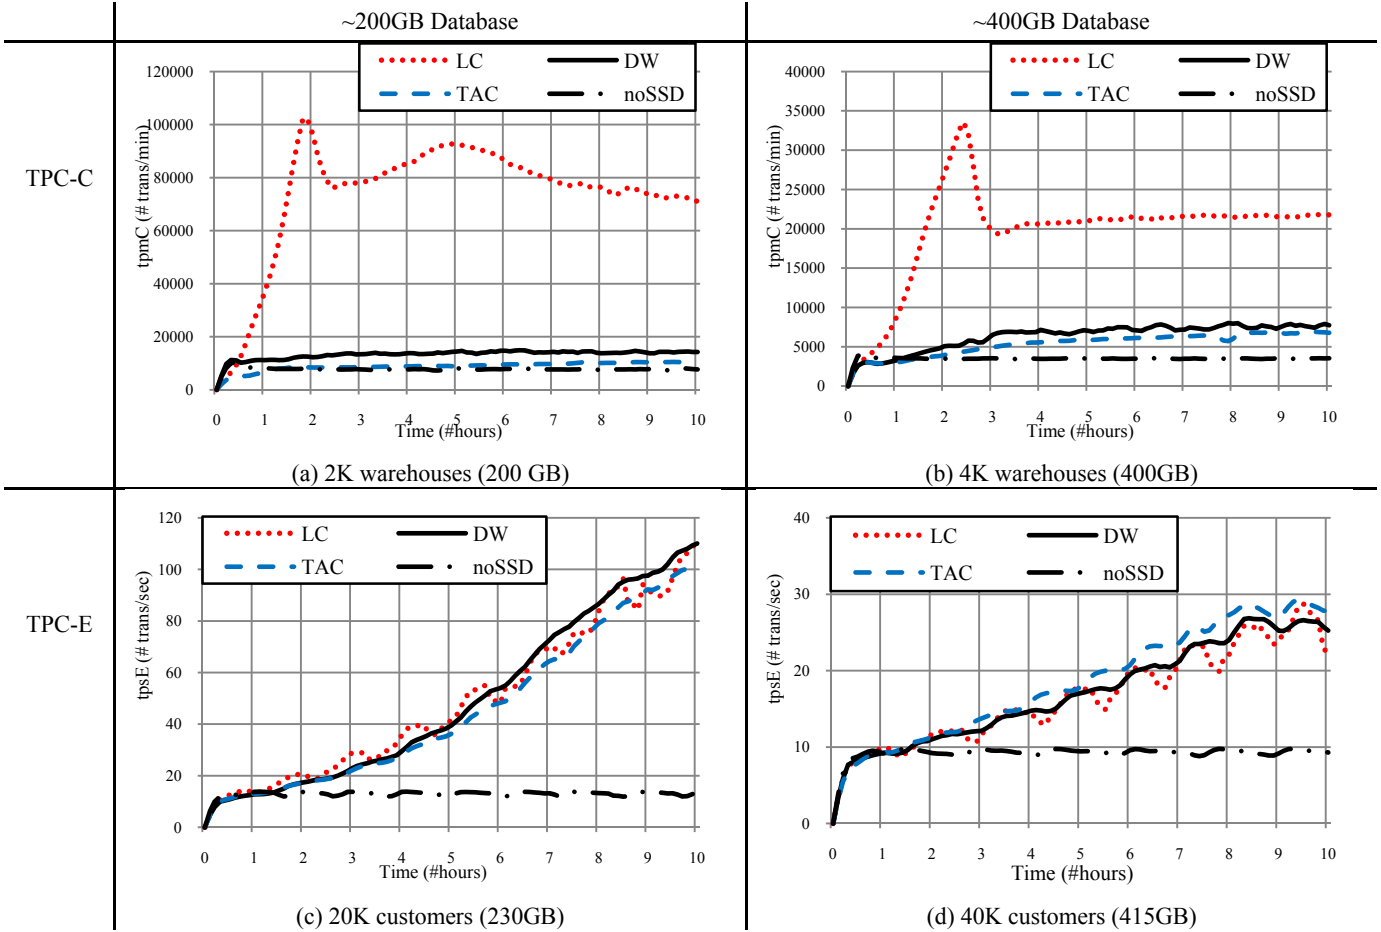 ~200GB Database
~400GB Database
TPC-C
LC
DW
TAC
noSSD
tpmC (# trans/min)
120000
100000
80000
60000
40000
20000
0
0 1 2 3 4 5 6 7 8 9 10
Time (#hours)
(a) 2K warehouses (200 GB)
LC
DW
TAC
noSSD
tpmC (# trans/min)
40000
35000
30000
25000
20000
15000
10000
5000
0
0 1 2 3 4 5 6 7 8 9 10
Time (#hours)
(b) 4K warehouses (400GB)
TPC-E
LC
DW
TAC
noSSD
tpsE (# trans/sec)
120
100
80
60
40
20
0
0 1 2 3 4 5 6 7 8 9 10
Time (#hours)
(c) 20K customers (230GB)
LC
DW
TAC
noSSD
tpsE (# trans/sec)
40
30
20
10
0
0 1 2 3 4 5 6 7 8 9 10
Time (#hours)
(d) 40K customers (415GB)